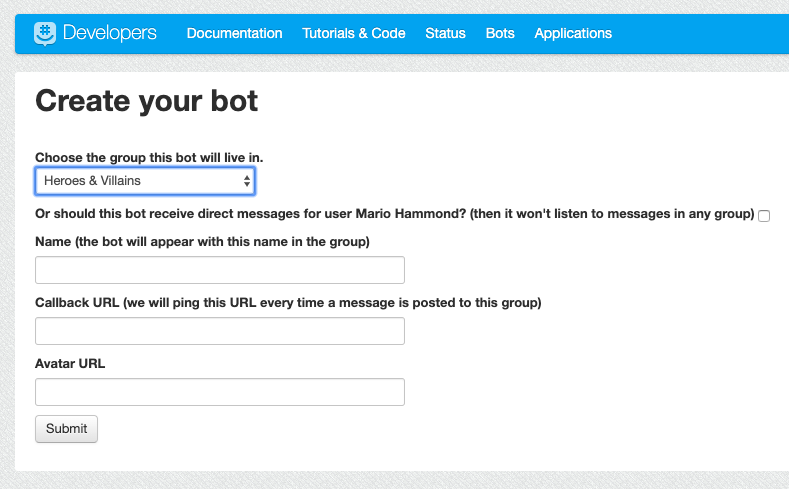 Developers Documentation Tutorials & Code Status Bots Applications
Create your bot
Choose the group this bot will live in.
Heroes & Villains
Or should this bot receive direct messages for user Mario Hammond? (then it won't listen to messages in any group)
Name (the bot will appear with this name in the group)
Callback URL (we will ping this URL every time a message is posted to this group)
Avatar URL
Submit